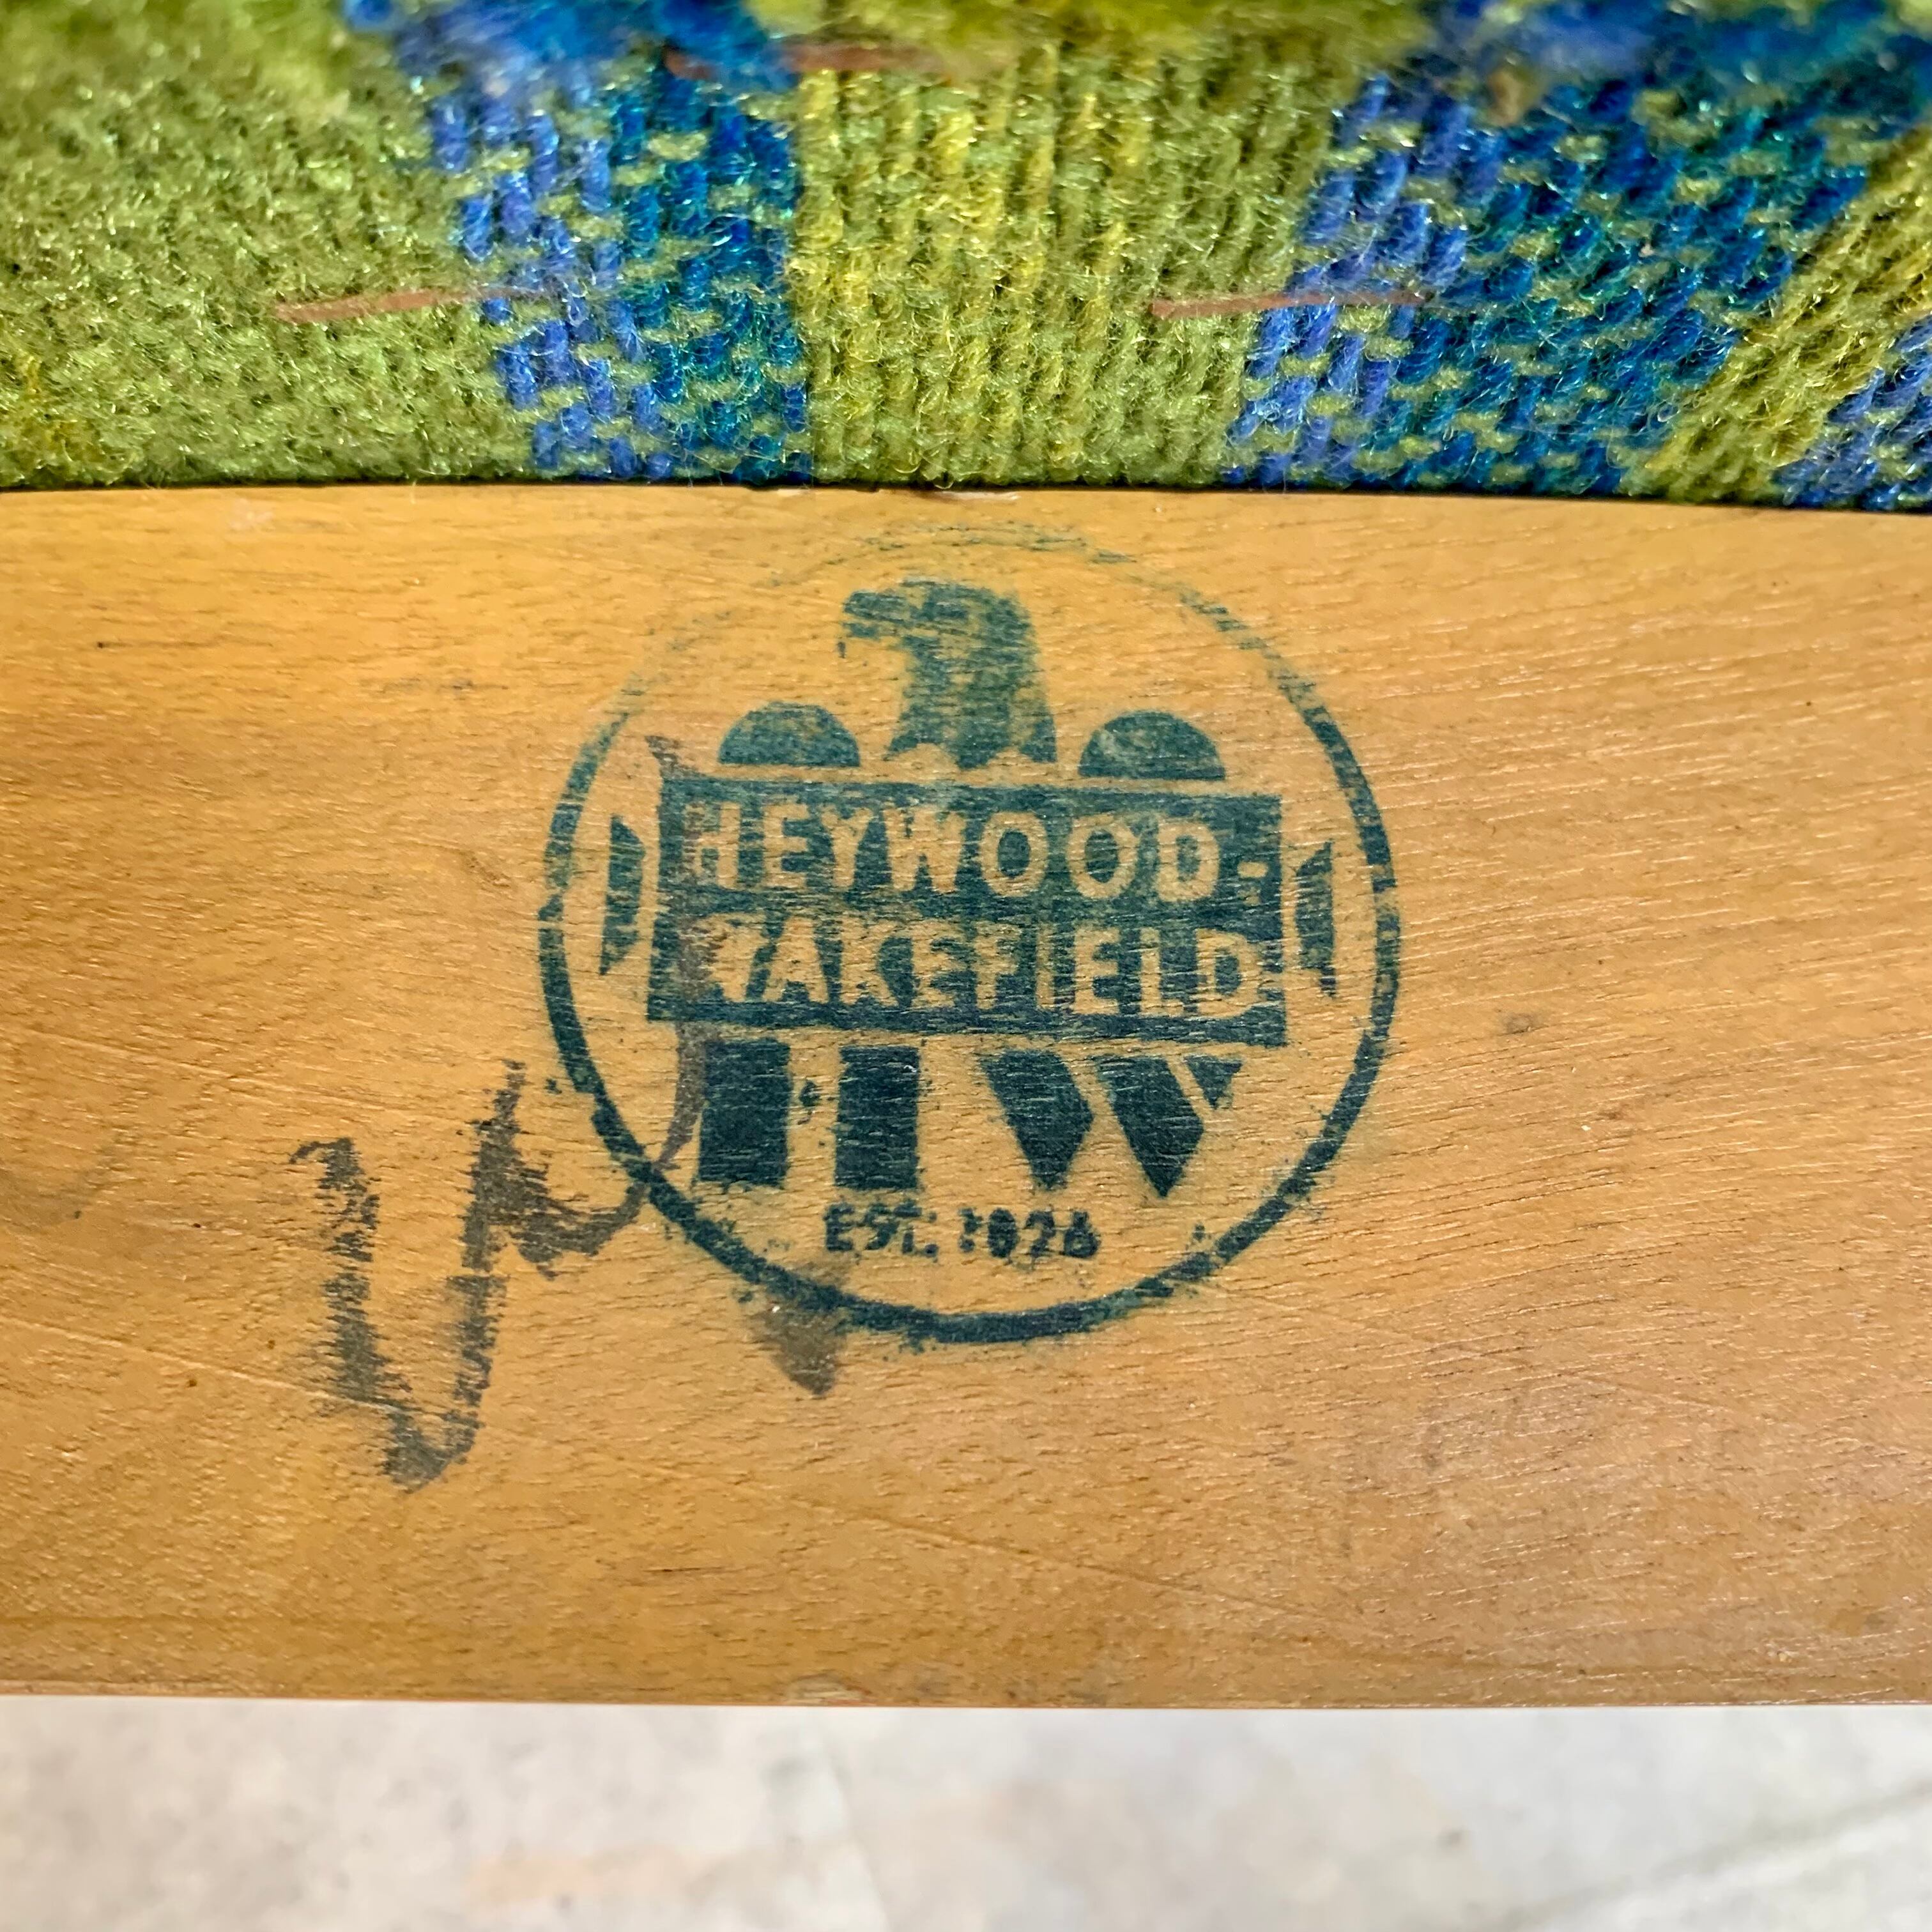 HEYWOOD-
WAKEFIELD
HW
EST. 1826